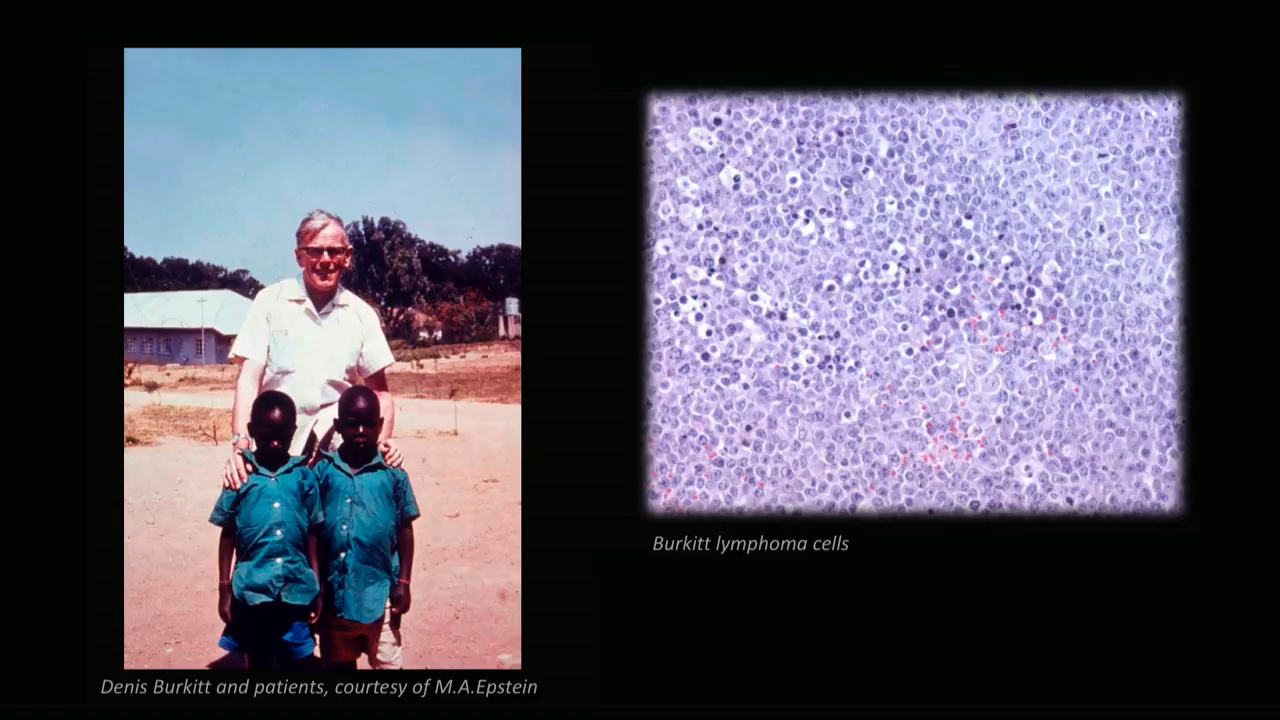 Burkitt lymphoma cells
Denis Burkitt and patients, courtesy of M.A.Epstein